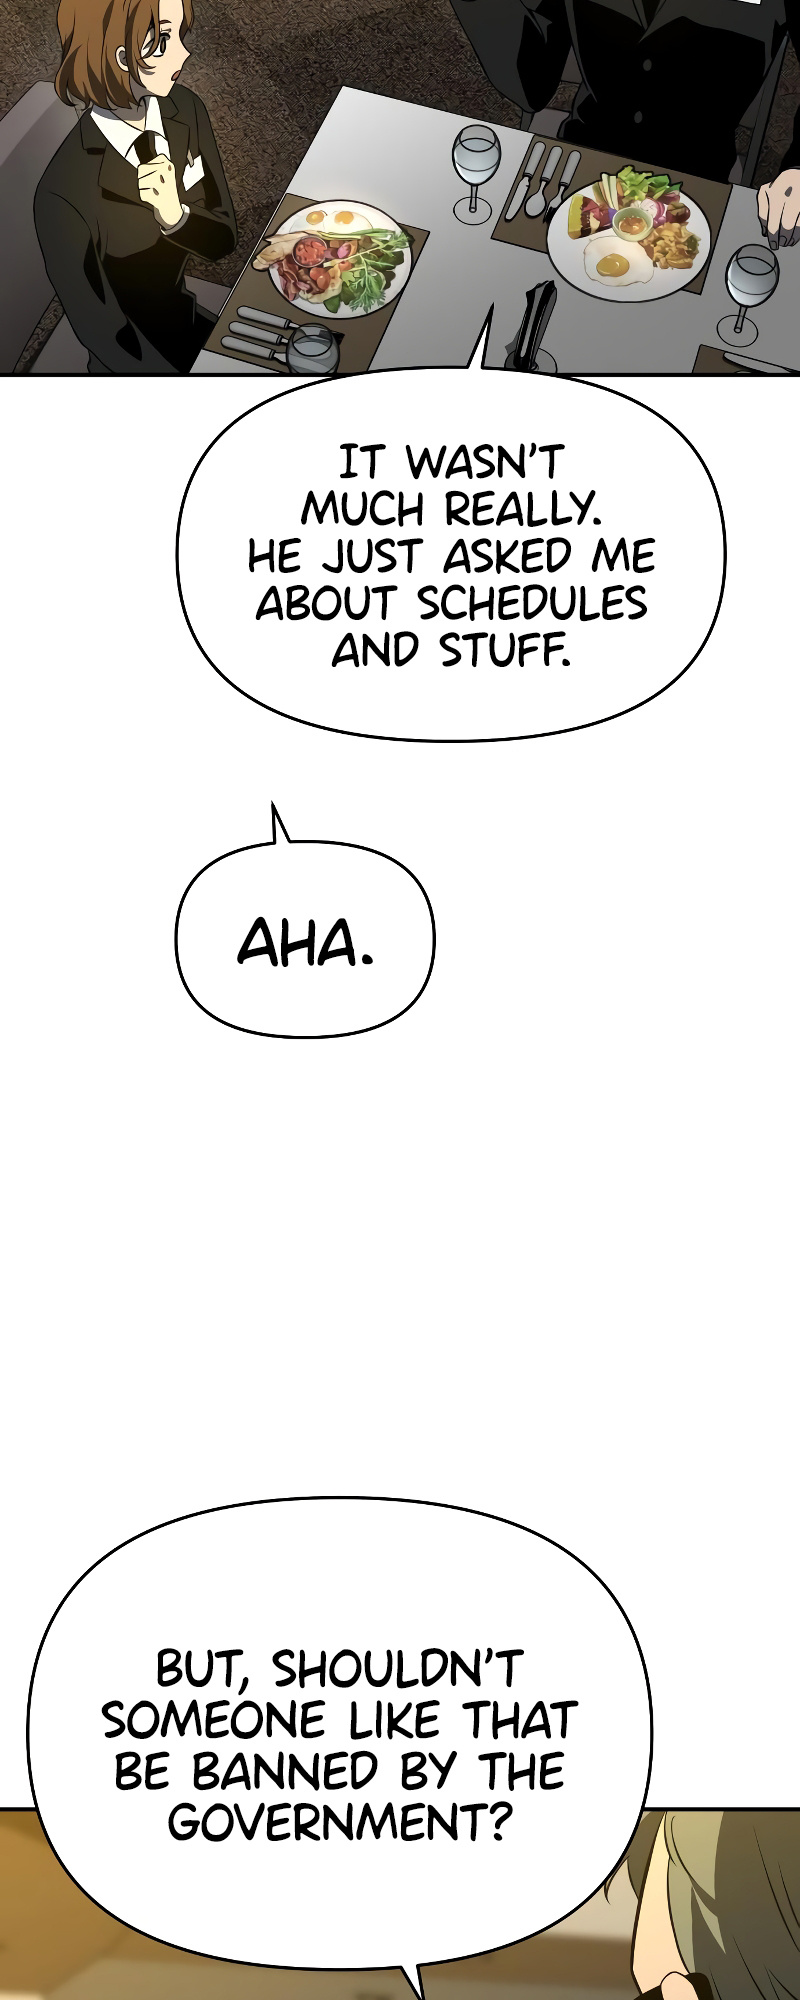 IT WASN'T
MUCH REALLY.
HE JUST ASKED ME
ABOUT SCHEDULES
AND STUFF.
AHA.
BUT, SHOULDN'T
SOMEONE LIKE THAT
BE BANNED BY THE
GOVERNMENT?